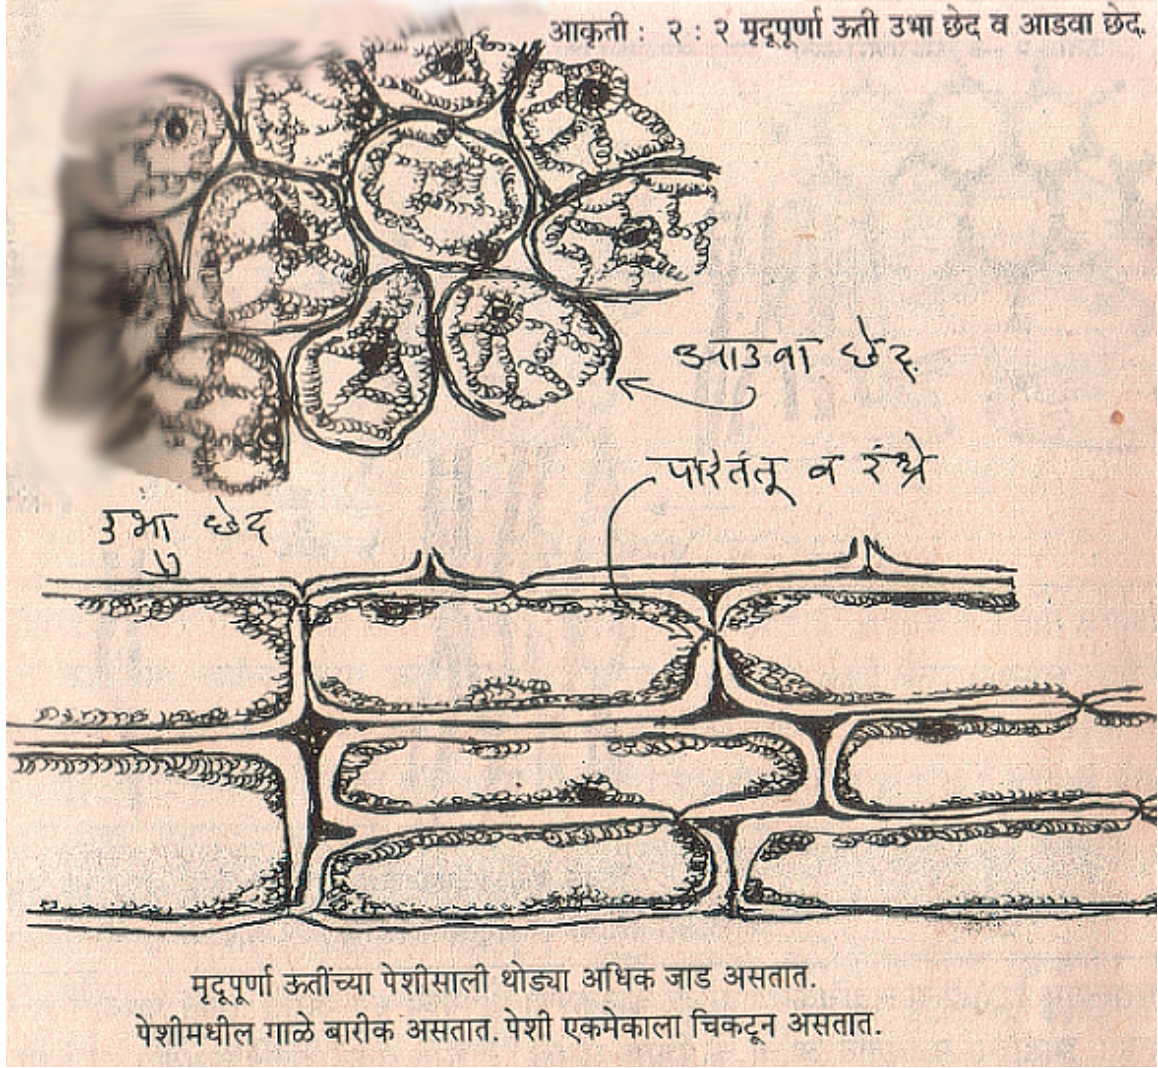 आकृती : २ : २ मृदूपूर्णा ऊती उभा छेद व आडवा छेद.
आडवा छेद
पारतंतू व रंध्रे
उभा छेद
मृदूपूर्णा ऊतींच्या पेशीसाली थोड्या अधिक जाड असतात.
पेशीमधील गाळे बारीक असतात. पेशी एकमेकाला चिकटून असतात.